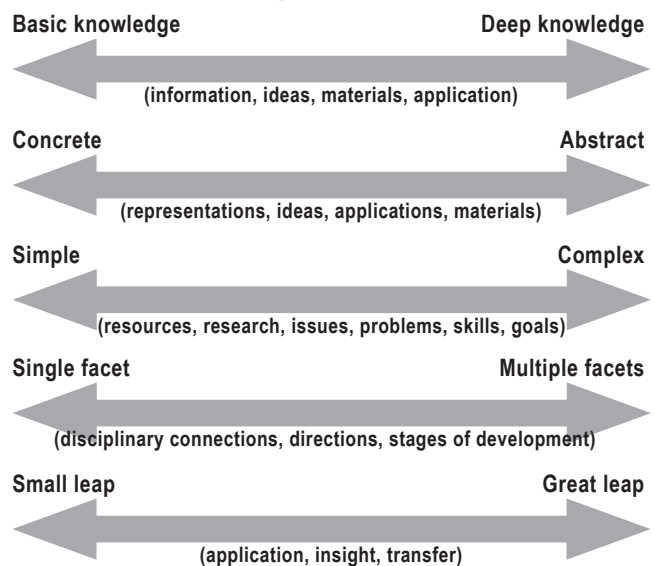 Basic knowledge Deep knowledge
(information, ideas, materials, application)
Concrete Abstract
(representations, ideas, applications, materials)
Simple Complex
(resources, research, issues, problems, skills, goals)
Single facet Multiple facets
(disciplinary connections, directions, stages of development)
Small leap Great leap
(application, insight, transfer)